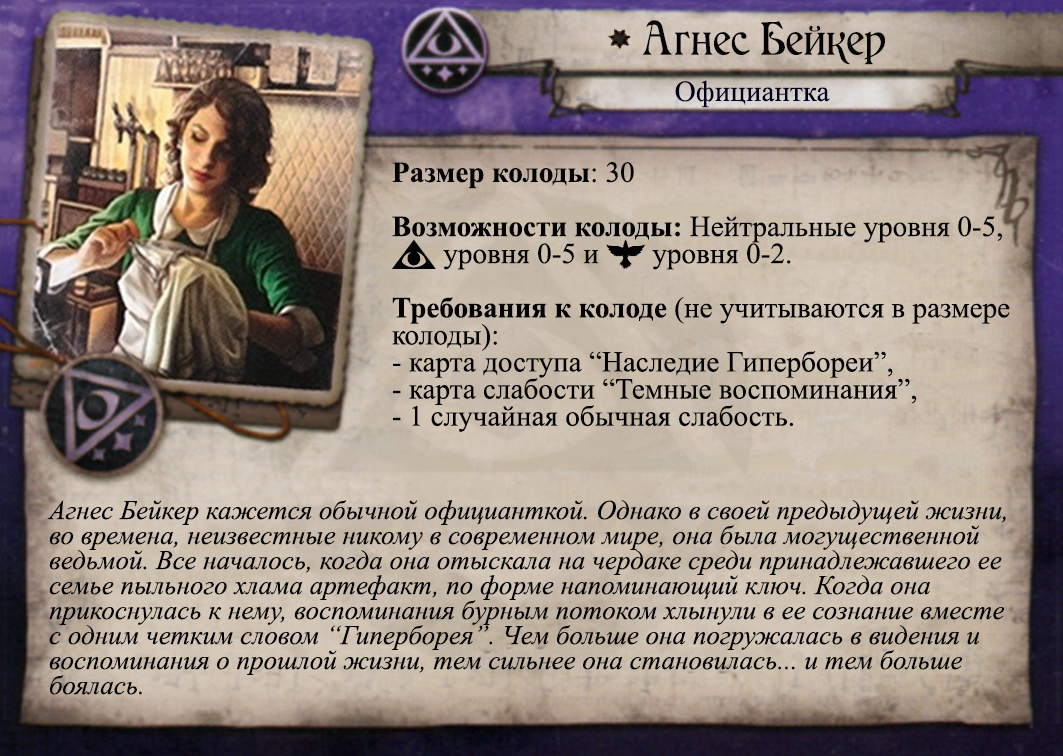 Агнес Бейкер
Официантка
Размер колоды: 30
Возможности колоды: Нейтральные уровня 0-5,
уровня 0-5 и уровня 0-2.
Требования к колоде (не учитываются в размере
колоды):
- карта доступа “Наследие Гипербореи”,
- карта слабости “Темные воспоминания”,
- 1 случайная обычная слабость.
Агнес Бейкер кажется обычной официанткой. Однако в своей предыдущей жизни,
во времена, неизвестные никому в современном мире, она была могущественной
ведьмой. Все началось, когда она отыскала на чердаке среди принадлежавшего ее
семье пыльного хлама артефакт, по форме напоминающий ключ. Когда она
прикоснулась к нему, воспоминания бурным потоком хлынули в ее сознание вместе
с одним четким словом “Гиперборея”. Чем больше она погружалась в видения и
воспоминания о прошлой жизни, тем сильнее она становилась... и тем больше
боялась.